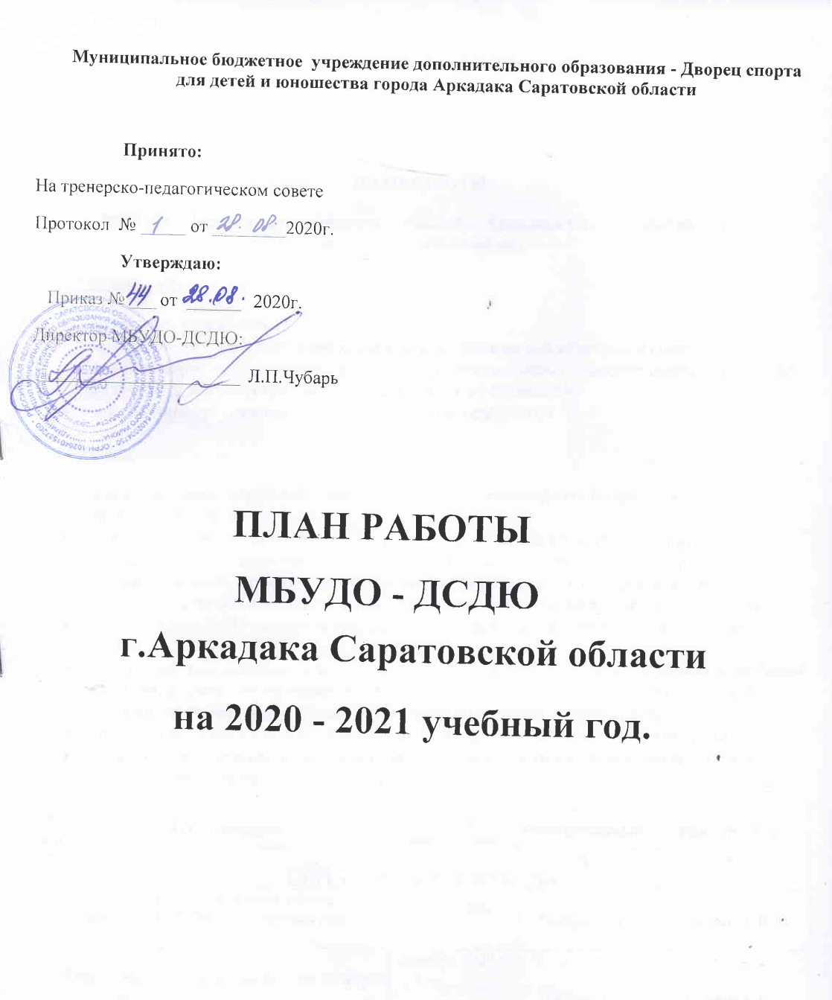 Муниципальное бюджетное учреждение дополнительного образования - Дворец спорта
для детей и юношества города Аркадака Саратовской области
Принято:
На тренерско-педагогическом совете
Протокол № 1 от 28. 08. 2020г.
Утверждаю:
Приказ № 44 от 28.08. 2020г.
Директор МБУДО-ДСДЮ:
Л.П.Чубарь
ПЛАН РАБОТЫ
МБУДО - ДСДЮ
г.Аркадака Саратовской области
на 2020 - 2021 учебный год.